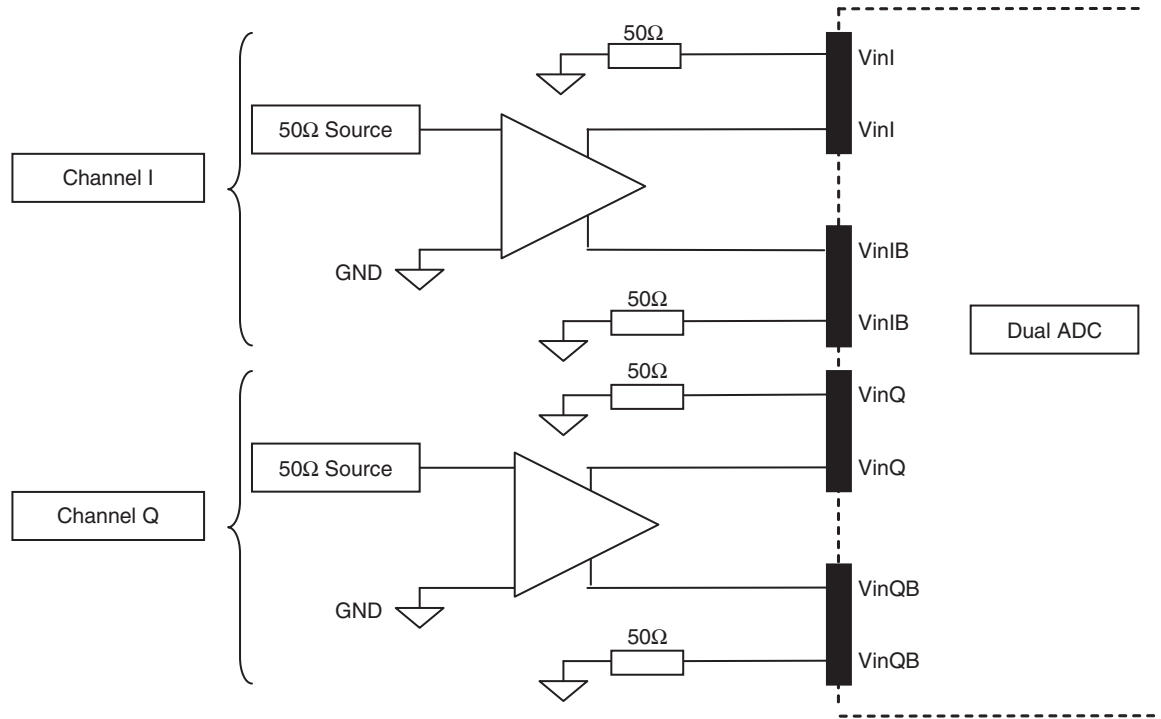 50Ω
VinI
50Ω Source
VinI
Channel I
VinIB
GND
50Ω
VinIB
Dual ADC
50Ω
VinQ
50Ω Source
VinQ
Channel Q
VinQB
GND
50Ω
VinQB